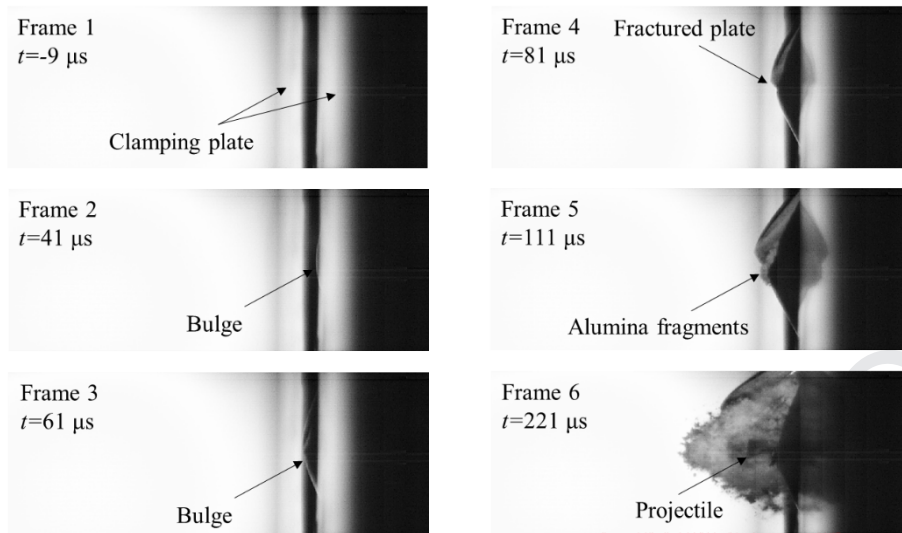 Frame 1
t=-9 μs
Clamping plate
Frame 2
t=41 μs
Bulge
Frame 3
t=61 μs
Bulge
Frame 4
t=81 μs
Fractured plate
Frame 5
t=111 μs
Alumina fragments
Frame 6
t=221 μs
Projectile